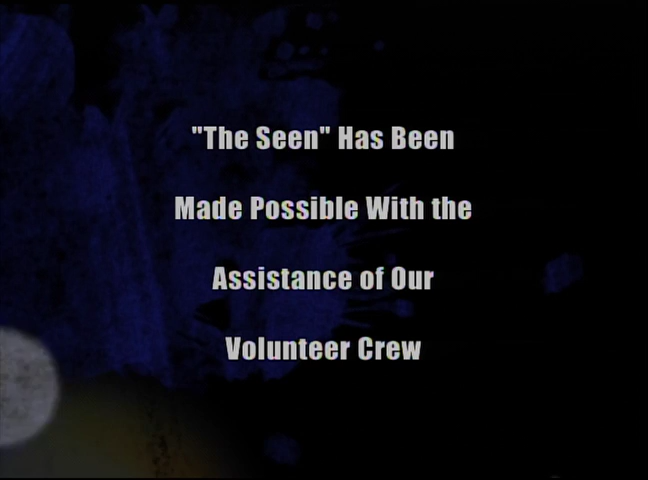 "The Seen" Has Been
Made Possible With the
Assistance of Our
Volunteer Crew